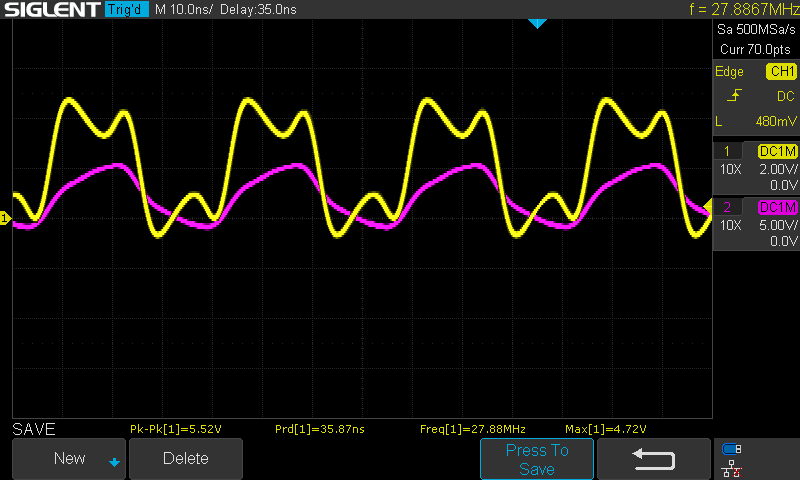 SIGLENT Trig'd M 10.0ns/ Delay:35.0ns f = 27.8867MHz
Sa 500MSa/s
Curr 70.0pts
Edge CH1
DC
L 480mV
1 DC1M
10X 2.00V/
0.0V
2 DC1M
10X 5.00V/
0.0V
1
SAVE Pk-Pk[1]=5.52V Prd[1]=35.87ns Freq[1]=27.88MHz Max[1]=4.72V
New Delete Press To
Save